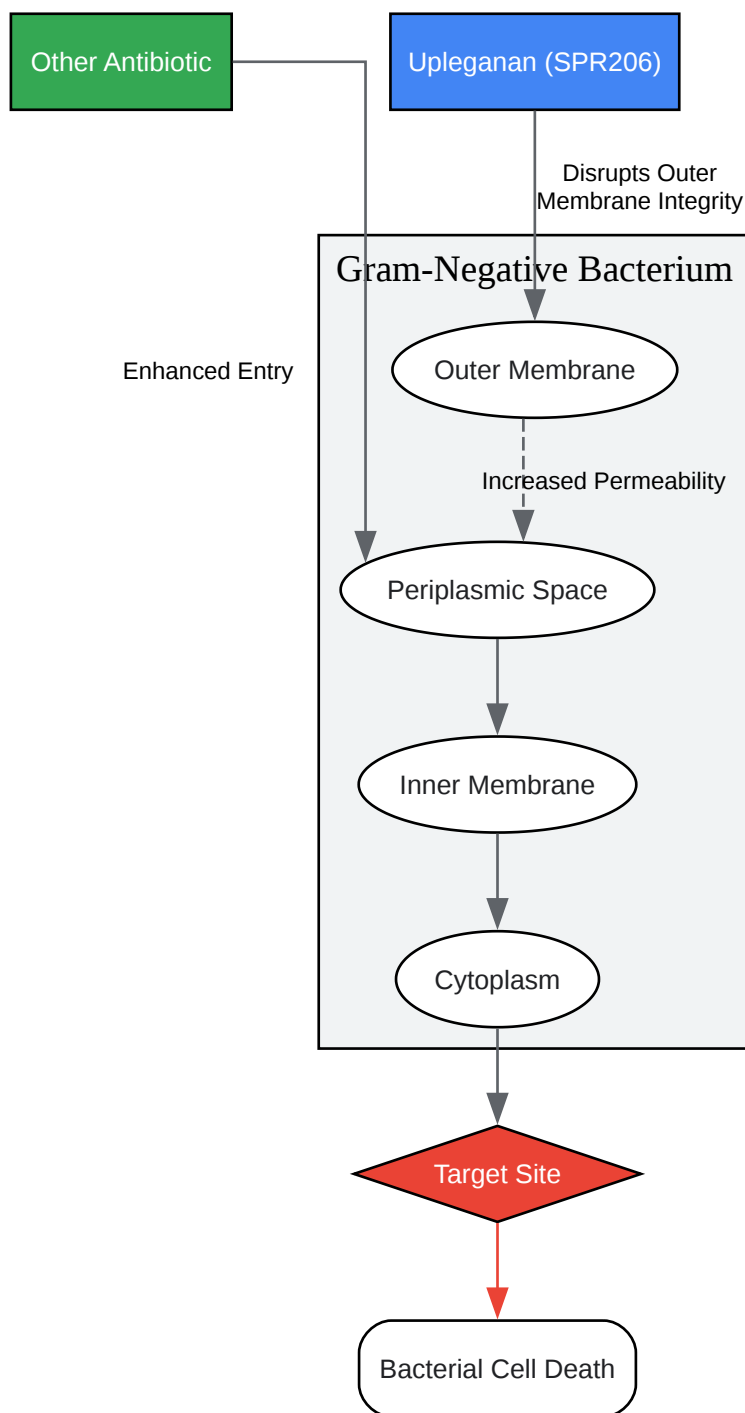 Other Antibiotic
Upleganan (SPR206)
Disrupts Outer
Membrane Integrity
Gram-Negative Bacterium
Outer Membrane
Enhanced Entry
Increased Permeability
Periplasmic Space
Inner Membrane
Cytoplasm
Target Site
Bacterial Cell Death